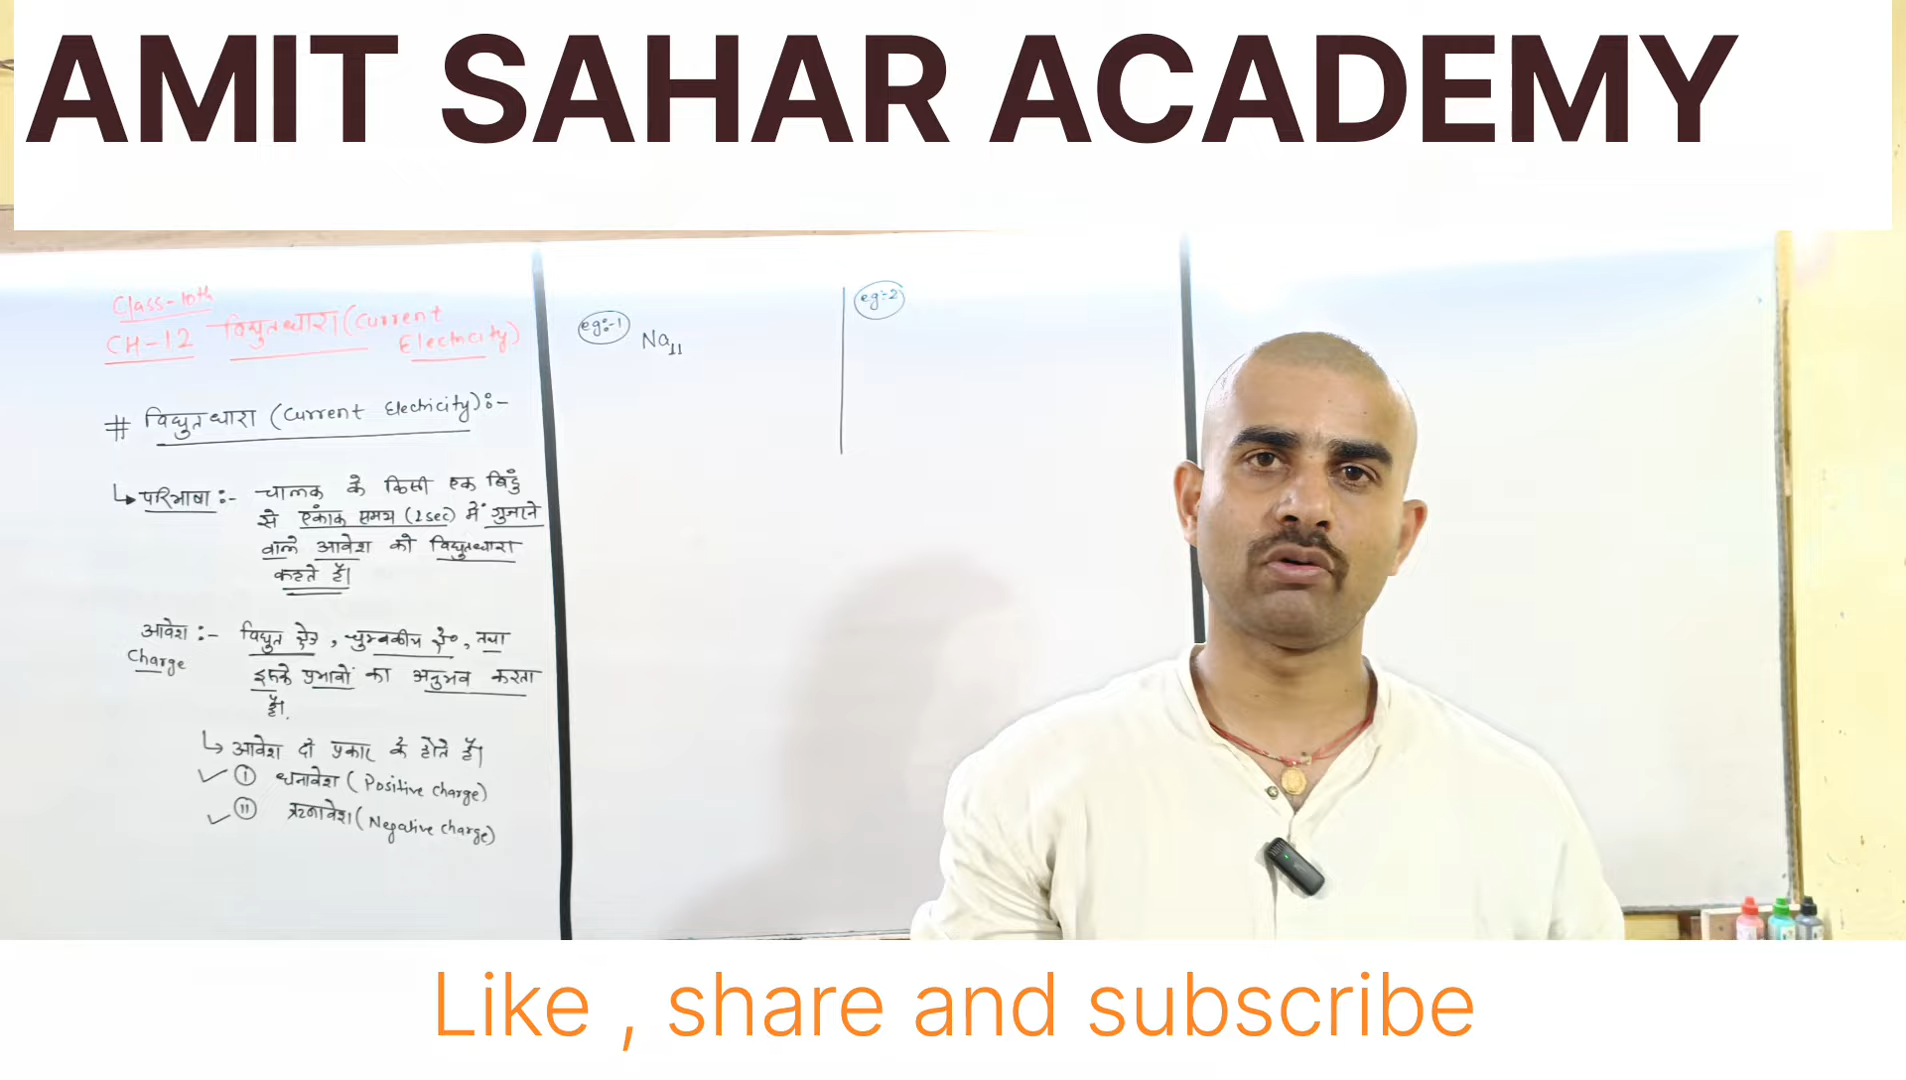 AMIT SAHAR ACADEMY
Class-10th
CH-12 विद्युतधारा (Current
Electricity)
# विद्युतधारा (Current Electricity):-
↳ परिभाषा :- चालक के किसी एक बिंदु
से एकांक समय (1sec) में गुजरने
वाले आवेश को विद्युतधारा
कहते हैं।
आवेश :- विद्युत क्षेत्र, चुम्बकीय क्षे०, तथा
Charge
इनके प्रभावों का अनुभव करता
है।
↳ आवेश दो प्रकार के होते हैं।
✓ (I) धनावेश (Positive charge)
✓ (II) ऋणावेश (Negative charge)
eg:-1
Na11
eg:-2
Like , share and subscribe